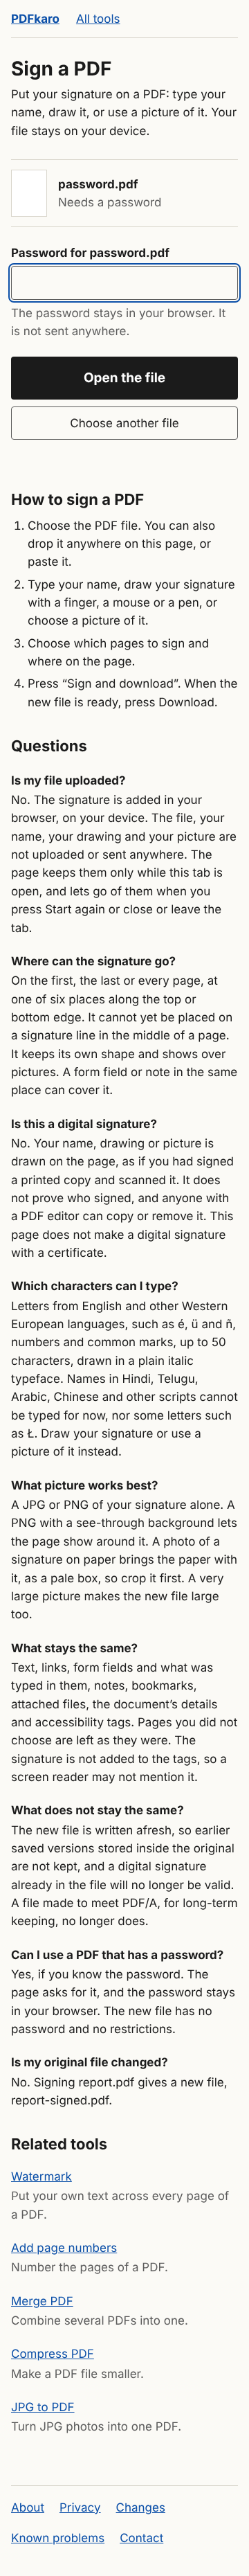 PDFkaro All tools
Sign a PDF
Put your signature on a PDF: type your
name, draw it, or use a picture of it. Your
file stays on your device.
password.pdf
Needs a password
Password for password.pdf
The password stays in your browser. It
is not sent anywhere.
Open the file
Choose another file
How to sign a PDF
1. Choose the PDF file. You can also
drop it anywhere on this page, or
paste it.
2. Type your name, draw your signature
with a finger, a mouse or a pen, or
choose a picture of it.
3. Choose which pages to sign and
where on the page.
4. Press “Sign and download”. When the
new file is ready, press Download.
Questions
Is my file uploaded?
No. The signature is added in your
browser, on your device. The file, your
name, your drawing and your picture are
not uploaded or sent anywhere. The
page keeps them only while this tab is
open, and lets go of them when you
press Start again or close or leave the
tab.
Where can the signature go?
On the first, the last or every page, at
one of six places along the top or
bottom edge. It cannot yet be placed on
a signature line in the middle of a page.
It keeps its own shape and shows over
pictures. A form field or note in the same
place can cover it.
Is this a digital signature?
No. Your name, drawing or picture is
drawn on the page, as if you had signed
a printed copy and scanned it. It does
not prove who signed, and anyone with
a PDF editor can copy or remove it. This
page does not make a digital signature
with a certificate.
Which characters can I type?
Letters from English and other Western
European languages, such as é, ü and ñ,
numbers and common marks, up to 50
characters, drawn in a plain italic
typeface. Names in Hindi, Telugu,
Arabic, Chinese and other scripts cannot
be typed for now, nor some letters such
as Ł. Draw your signature or use a
picture of it instead.
What picture works best?
A JPG or PNG of your signature alone. A
PNG with a see-through background lets
the page show around it. A photo of a
signature on paper brings the paper with
it, as a pale box, so crop it first. A very
large picture makes the new file large
too.
What stays the same?
Text, links, form fields and what was
typed in them, notes, bookmarks,
attached files, the document’s details
and accessibility tags. Pages you did not
choose are left as they were. The
signature is not added to the tags, so a
screen reader may not mention it.
What does not stay the same?
The new file is written afresh, so earlier
saved versions stored inside the original
are not kept, and a digital signature
already in the file will no longer be valid.
A file made to meet PDF/A, for long-term
keeping, no longer does.
Can I use a PDF that has a password?
Yes, if you know the password. The
page asks for it, and the password stays
in your browser. The new file has no
password and no restrictions.
Is my original file changed?
No. Signing report.pdf gives a new file,
report-signed.pdf.
Related tools
Watermark
Put your own text across every page of
a PDF.
Add page numbers
Number the pages of a PDF.
Merge PDF
Combine several PDFs into one.
Compress PDF
Make a PDF file smaller.
JPG to PDF
Turn JPG photos into one PDF.
About Privacy Changes
Known problems Contact